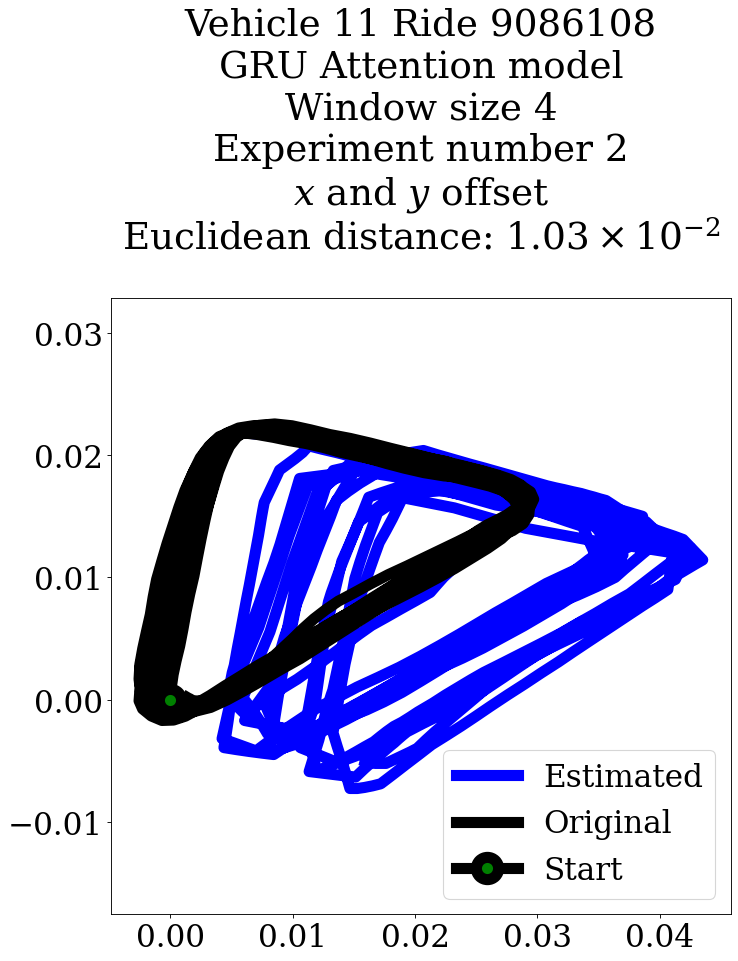 Vehicle 11 Ride 9086108
GRU Attention model
Window size 4
Experiment number 2
x and y offset
Euclidean distance: 1.03 × 10⁻²
0.03
0.02
0.01
0.00
−0.01
Estimated
Original
Start
0.00 0.01 0.02 0.03 0.04